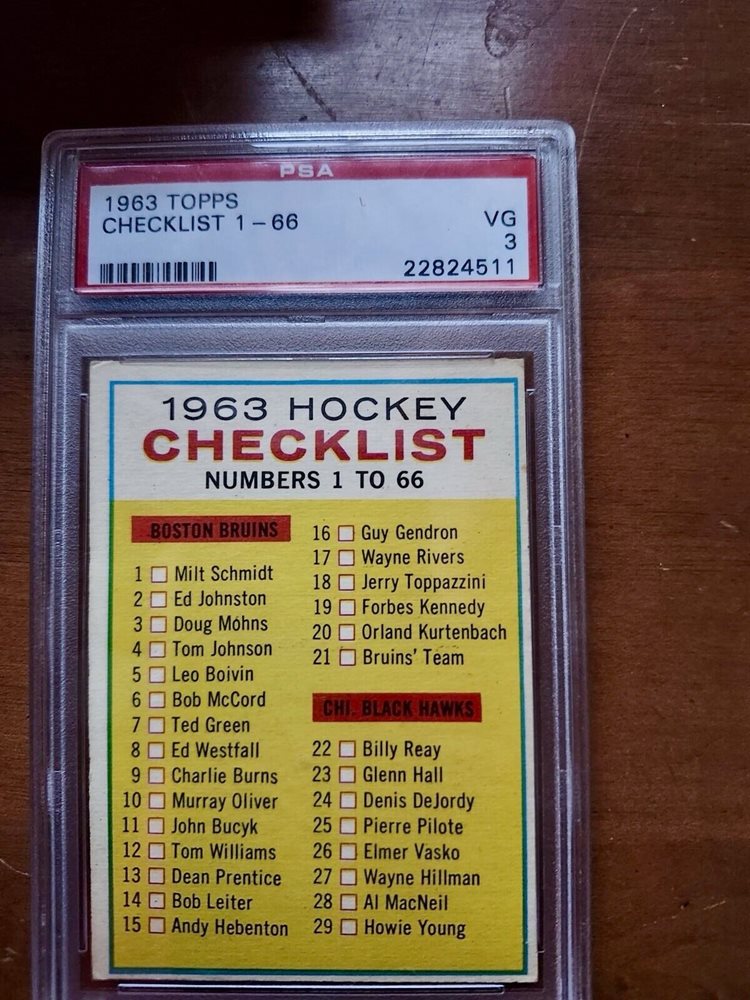 PSA
1963 TOPPS
CHECKLIST 1-66
VG
3
22824511
1963 HOCKEY
CHECKLIST
NUMBERS 1 TO 66
BOSTON BRUINS
1 Milt Schmidt
2 Ed Johnston
3 Doug Mohns
4 Tom Johnson
5 Leo Boivin
6 Bob McCord
7 Ted Green
8 Ed Westfall
9 Charlie Burns
10 Murray Oliver
11 John Bucyk
12 Tom Williams
13 Dean Prentice
14 Bob Leiter
15 Andy Hebenton
16 Guy Gendron
17 Wayne Rivers
18 Jerry Toppazzini
19 Forbes Kennedy
20 Orland Kurtenbach
21 Bruins' Team
CHI. BLACK HAWKS
22 Billy Reay
23 Glenn Hall
24 Denis DeJordy
25 Pierre Pilote
26 Elmer Vasko
27 Wayne Hillman
28 Al MacNeil
29 Howie Young